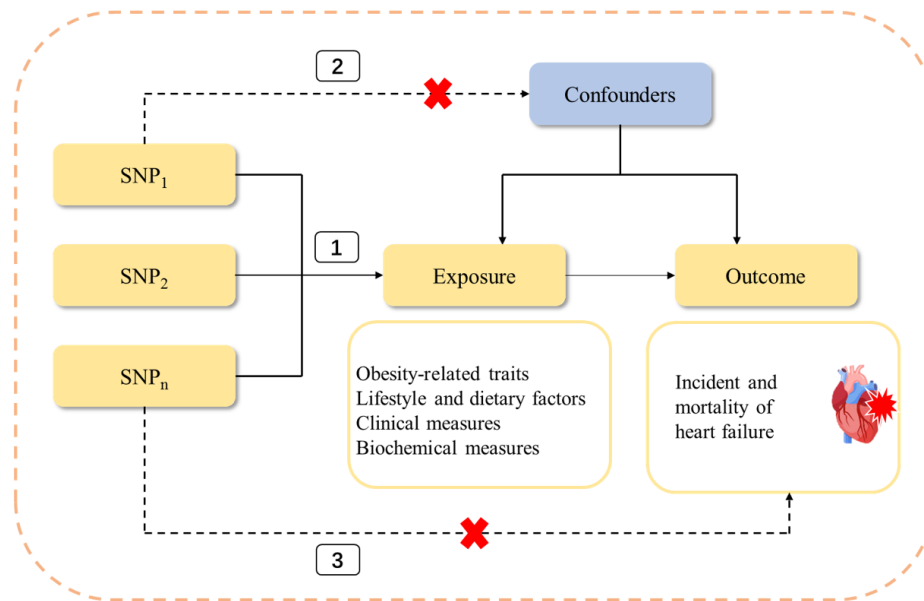 2
Confounders
SNP₁
1
SNP₂
Exposure
Outcome
SNPₙ
Obesity-related traits
Lifestyle and dietary factors
Clinical measures
Biochemical measures
Incident and
mortality of
heart failure
3